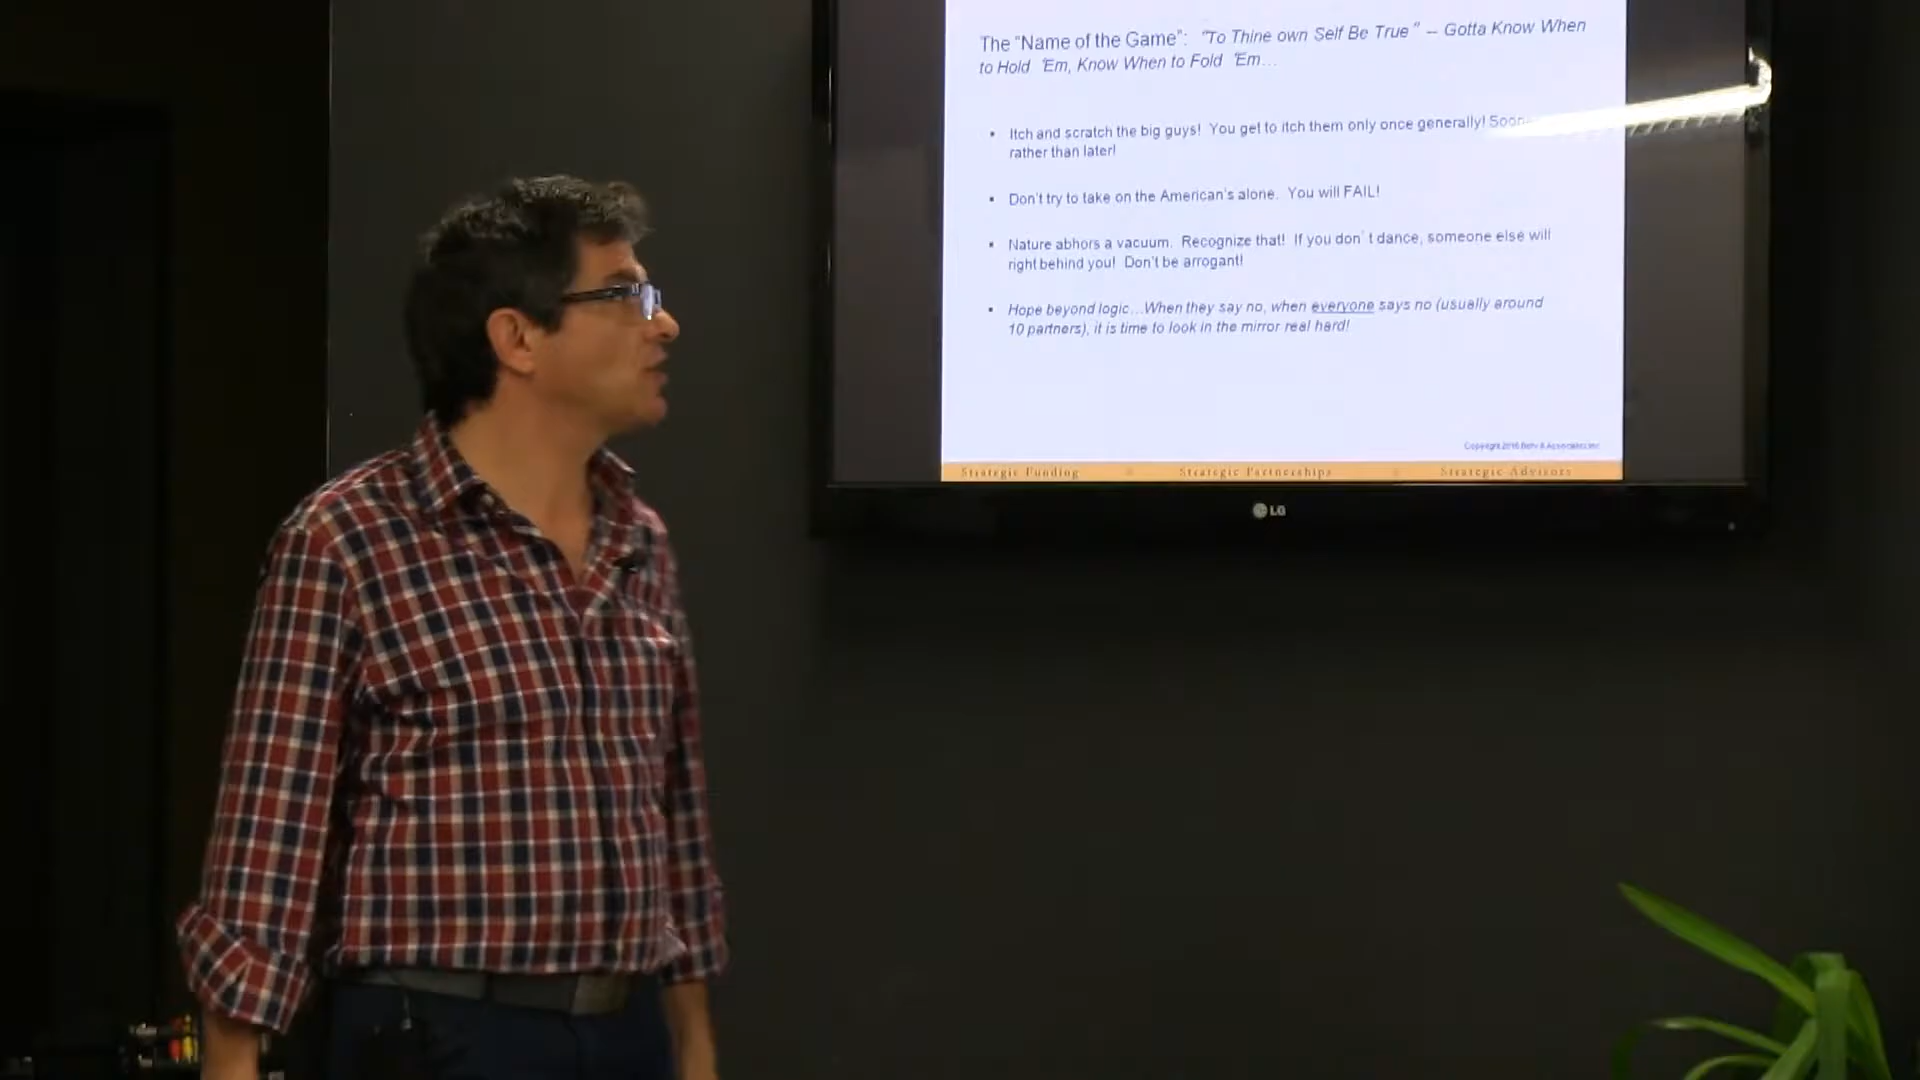 The “Name of the Game”: “To Thine own Self Be True” – Gotta Know When
to Hold ‘Em, Know When to Fold ‘Em…
▪ Itch and scratch the big guys! You get to itch them only once generally!
rather than later!
▪ Don't try to take on the American's alone. You will FAIL!
▪ Nature abhors a vacuum. Recognize that! If you don’t dance, someone else will
right behind you! Don't be arrogant!
▪ Hope beyond logic…When they say no, when everyone says no (usually around
10 partners), it is time to look in the mirror real hard!
Copyright
Strategic Funding Strategic Partnerships Strategic Advisors
LG